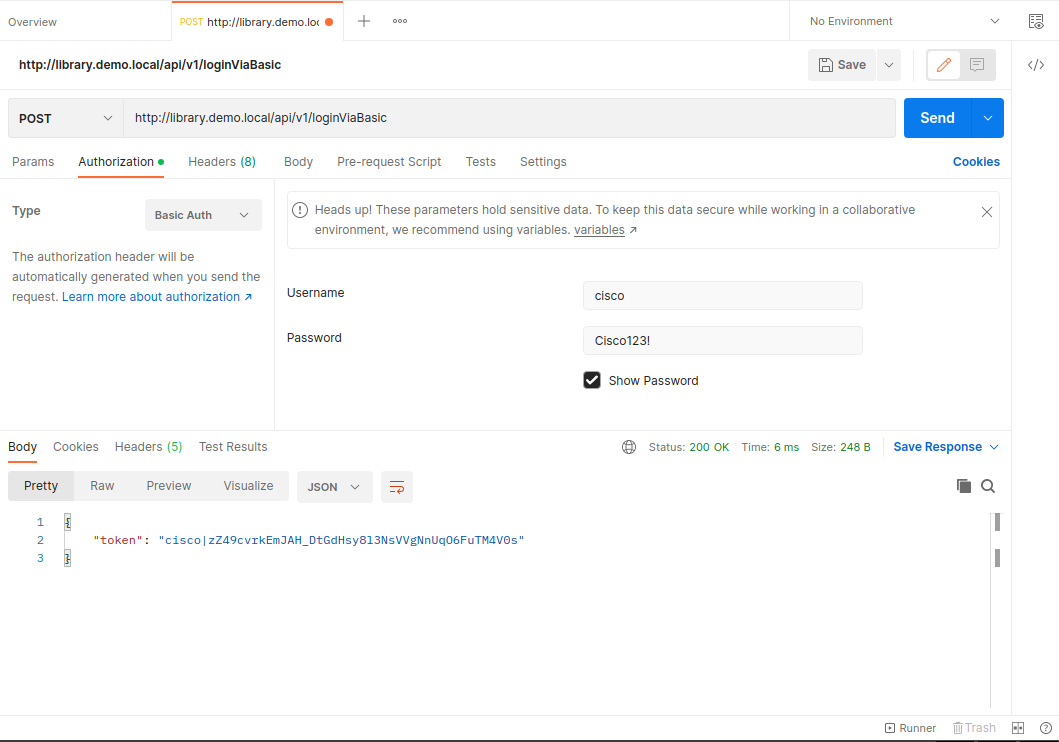 Overview
POST http://library.demo.loc
No Environment
http://library.demo.local/api/v1/loginViaBasic
Save
POST
http://library.demo.local/api/v1/loginViaBasic
Send
Params
Authorization
Headers (8)
Body
Pre-request Script
Tests
Settings
Cookies
Type
Basic Auth
The authorization header will be
automatically generated when you send the
request. Learn more about authorization ↗
Heads up! These parameters hold sensitive data. To keep this data secure while working in a collaborative
environment, we recommend using variables. variables ↗
Username
cisco
Password
Cisco123!
Show Password
Body
Cookies
Headers (5)
Test Results
Status: 200 OK
Time: 6 ms
Size: 248 B
Save Response
Pretty
Raw
Preview
Visualize
JSON
1 {
2 "token": "cisco|zZ49cvrkEmJAH_DtGdHsy8l3NsVVgNnUqO6FuTM4V0s"
3 }
Runner
Trash